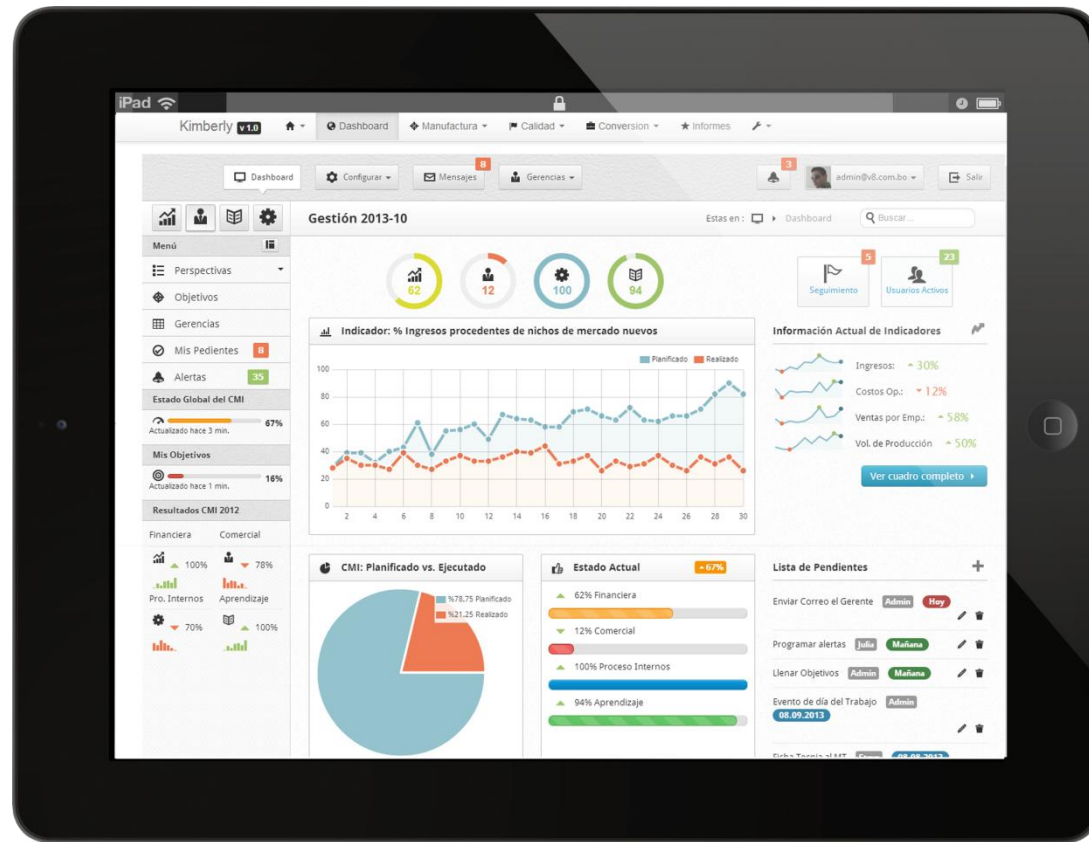 iPad
Kimberly v 1.0 Dashboard Manufactura Calidad Conversion Informes
Dashboard Configurar 8 Mensajes Gerencias 3 admin@v8.com.bo Salir
Gestión 2013-10 Estas en : Dashboard Buscar...
Menú
Perspectivas
Objetivos
Gerencias
Mis Pedientes 8
Alertas 35
Estado Global del CMI
67%
Actualizado hace 3 min.
Mis Objetivos
16%
Actualizado hace 1 min.
Resultados CMI 2012
Financiera Comercial
100% 78%
Pro. Internos Aprendizaje
70% 100%
62 12 100 94
5 23
Seguimiento Usuarios Activos
Indicador: % Ingresos procedentes de nichos de mercado nuevos
Planificado Realizado
100
80
60
40
20
0
2 4 6 8 10 12 14 16 18 20 22 24 26 28 30
Información Actual de Indicadores
Ingresos: 30%
Costos Op.: 12%
Ventas por Emp.: 58%
Vol. de Producción 50%
Ver cuadro completo
CMI: Planificado vs. Ejecutado
%78.75 Planificado
%21.25 Realizado
Estado Actual 67%
62% Financiera
12% Comercial
100% Proceso Internos
94% Aprendizaje
Lista de Pendientes
Enviar Correo el Gerente Admin Hoy
Programar alertas Julia Mañana
Llenar Objetivos Admin Mañana
Evento de día del Trabajo Admin
08.09.2013